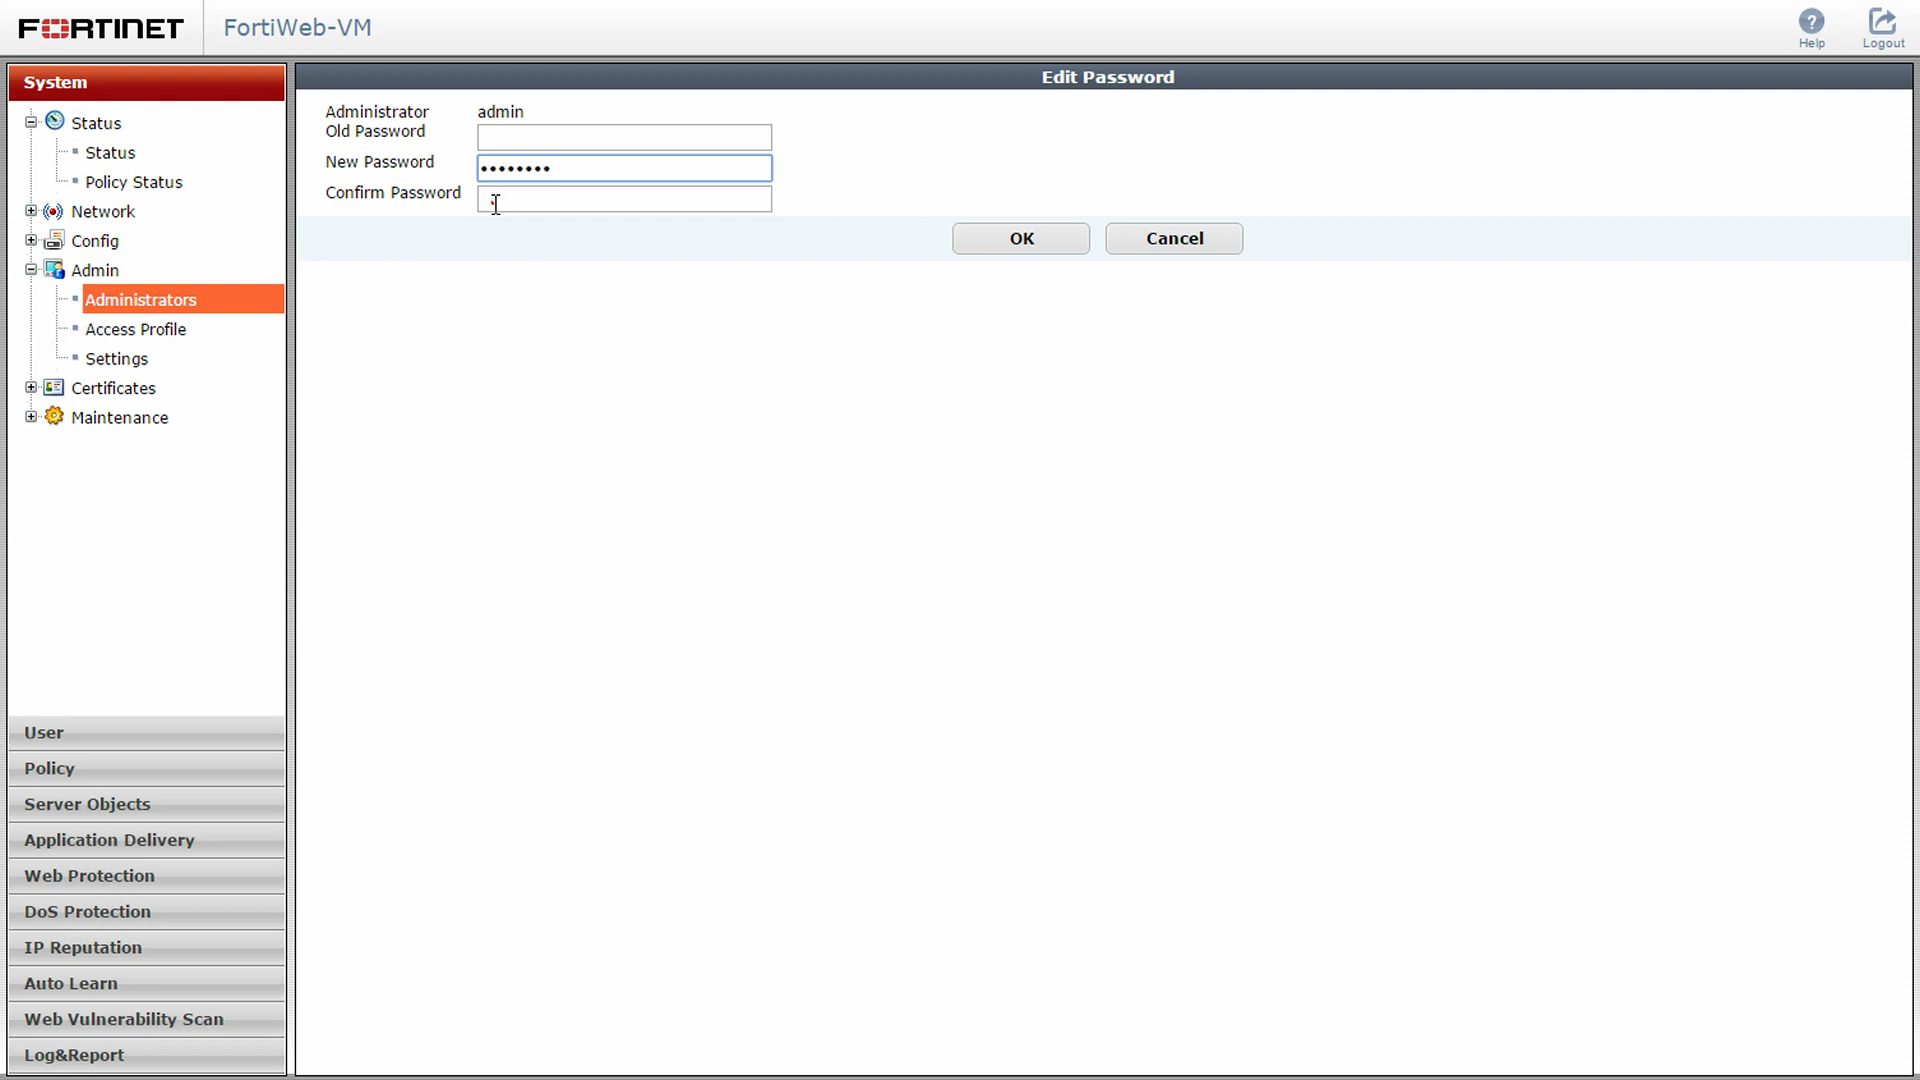 FORTINET
FortiWeb-VM
Help
Logout
System
Status
Status
Policy Status
Network
Config
Admin
Administrators
Access Profile
Settings
Certificates
Maintenance
User
Policy
Server Objects
Application Delivery
Web Protection
DoS Protection
IP Reputation
Auto Learn
Web Vulnerability Scan
Log&Report
Edit Password
Administrator admin
Old Password
New Password ••••••••
Confirm Password
OK Cancel